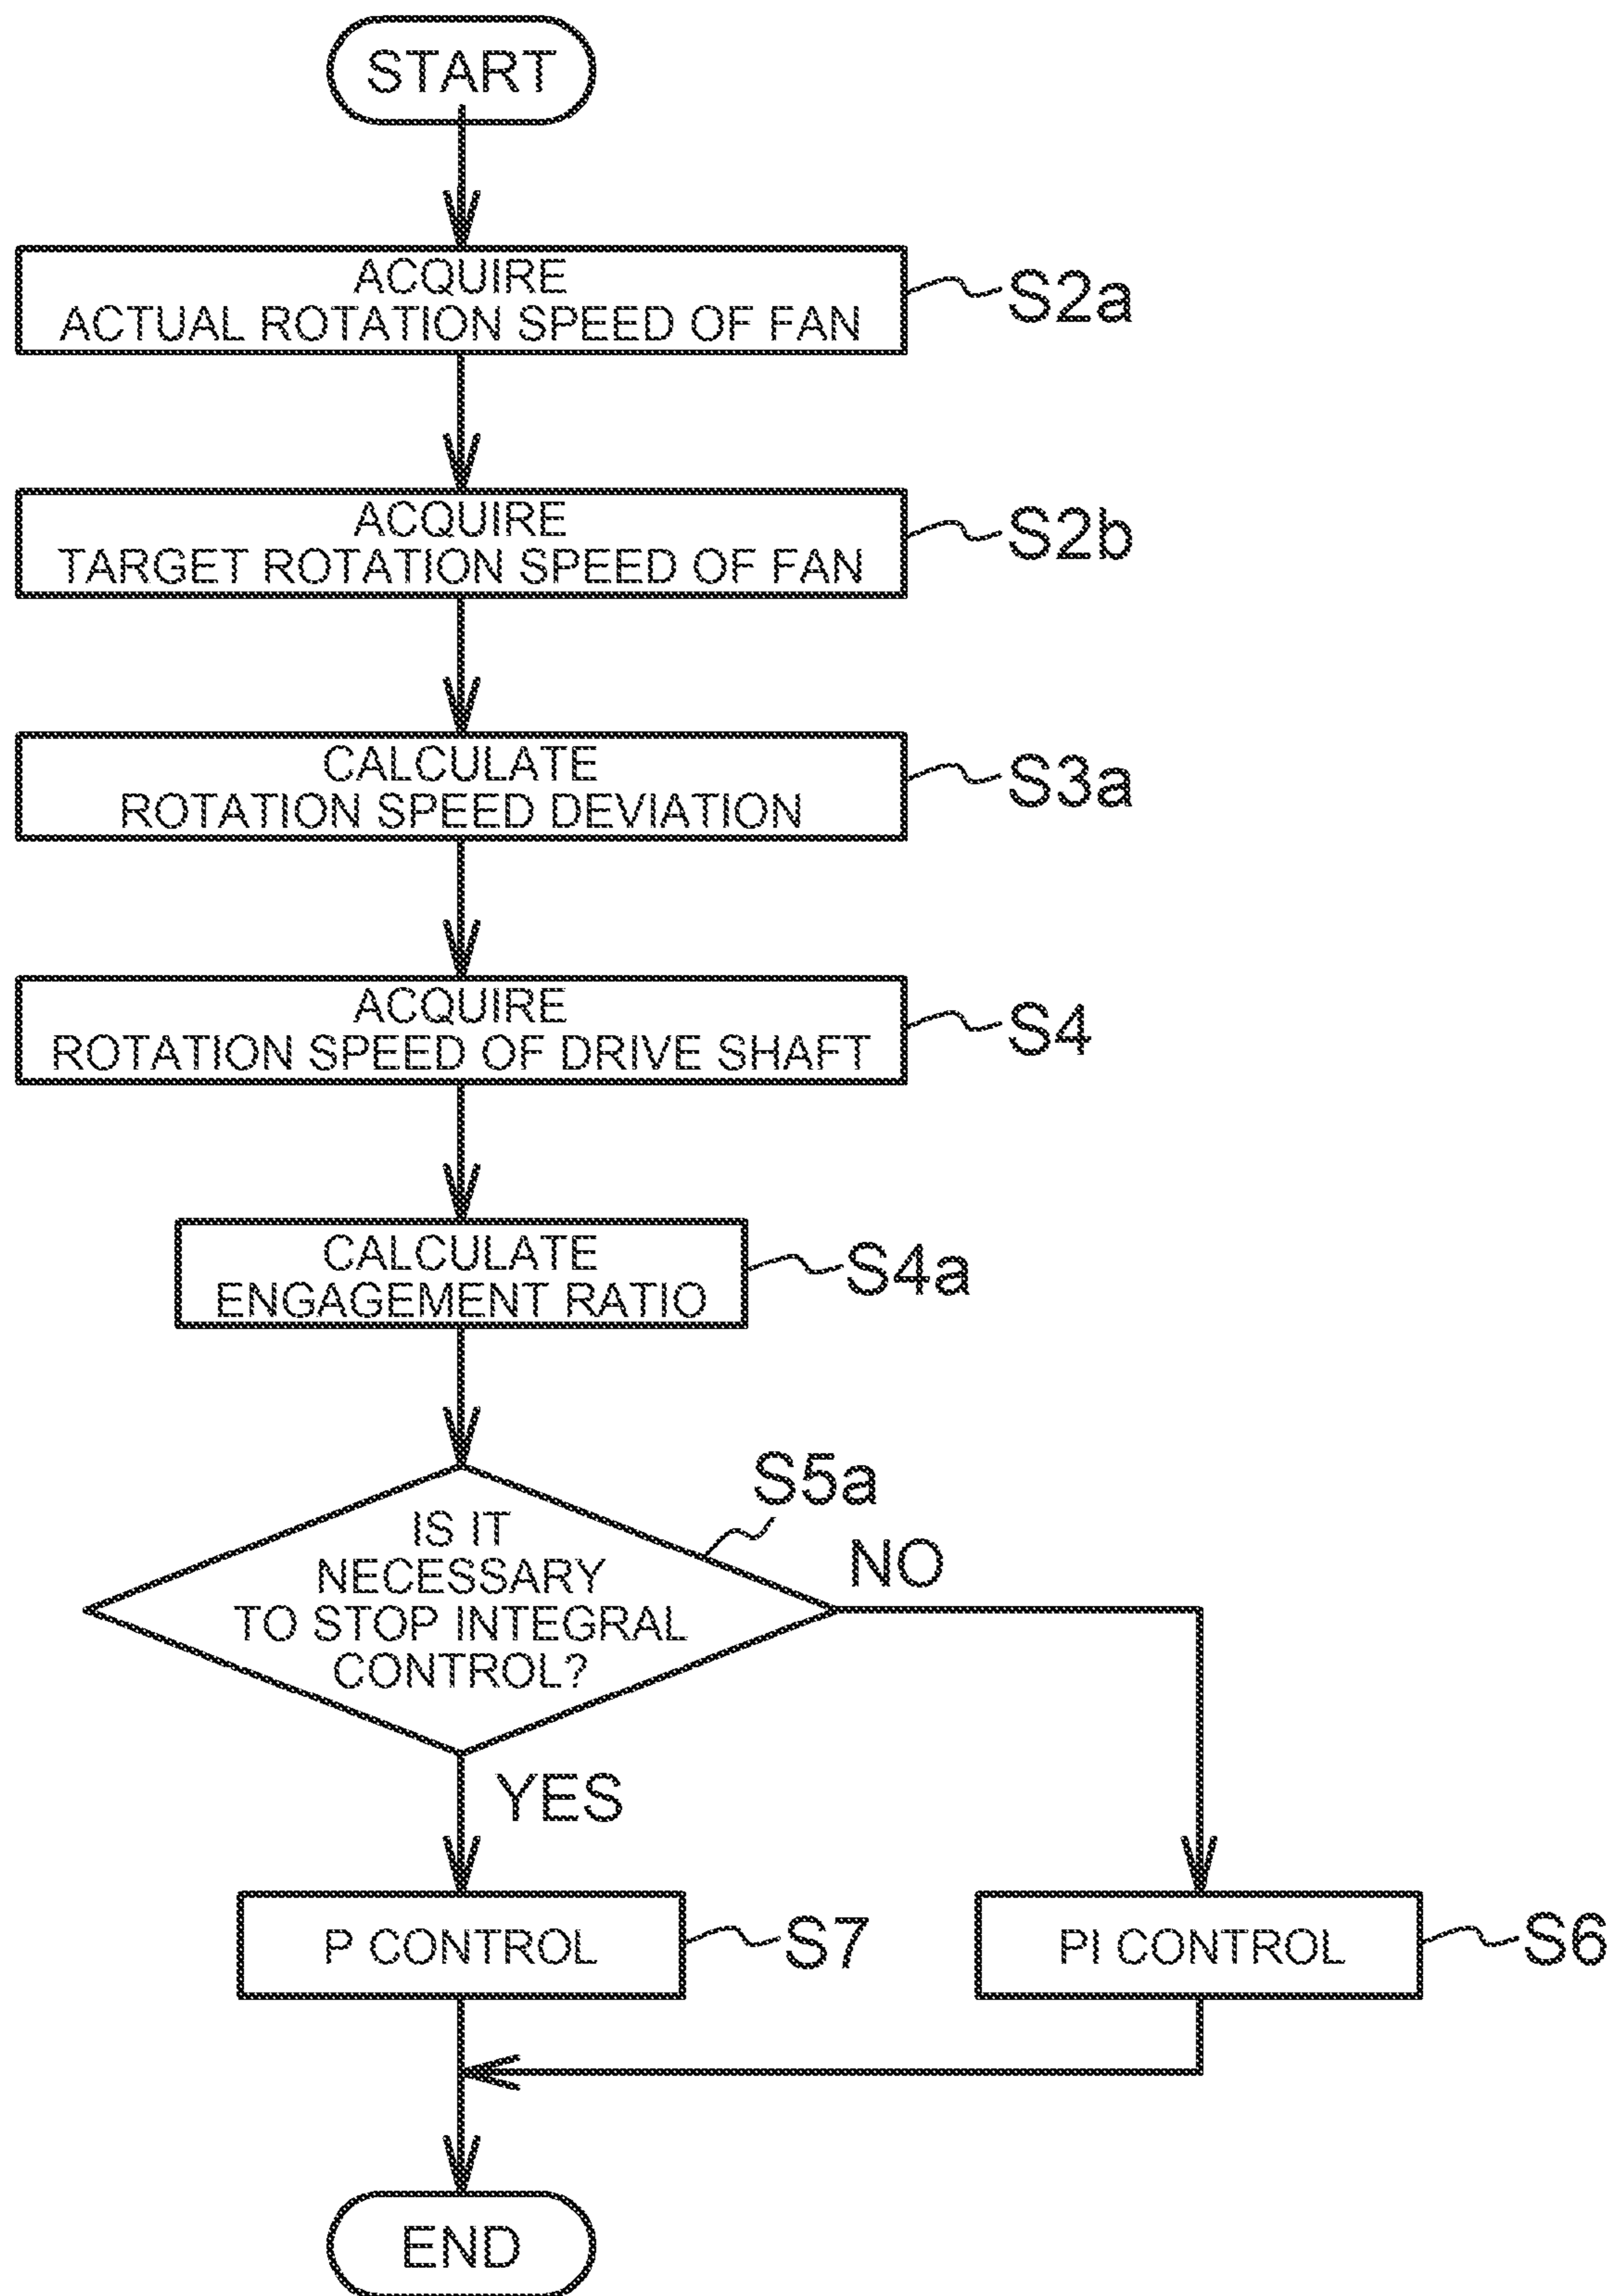 START
ACQUIRE
ACTUAL ROTATION SPEED OF FAN
S2a
ACQUIRE
TARGET ROTATION SPEED OF FAN
S2b
CALCULATE
ROTATION SPEED DEVIATION
S3a
ACQUIRE
ROTATION SPEED OF DRIVE SHAFT
S4
CALCULATE
ENGAGEMENT RATIO
S4a
IS IT
NECESSARY
TO STOP INTEGRAL
CONTROL?
S5a
NO
YES
P CONTROL
S7
PI CONTROL
S6
END